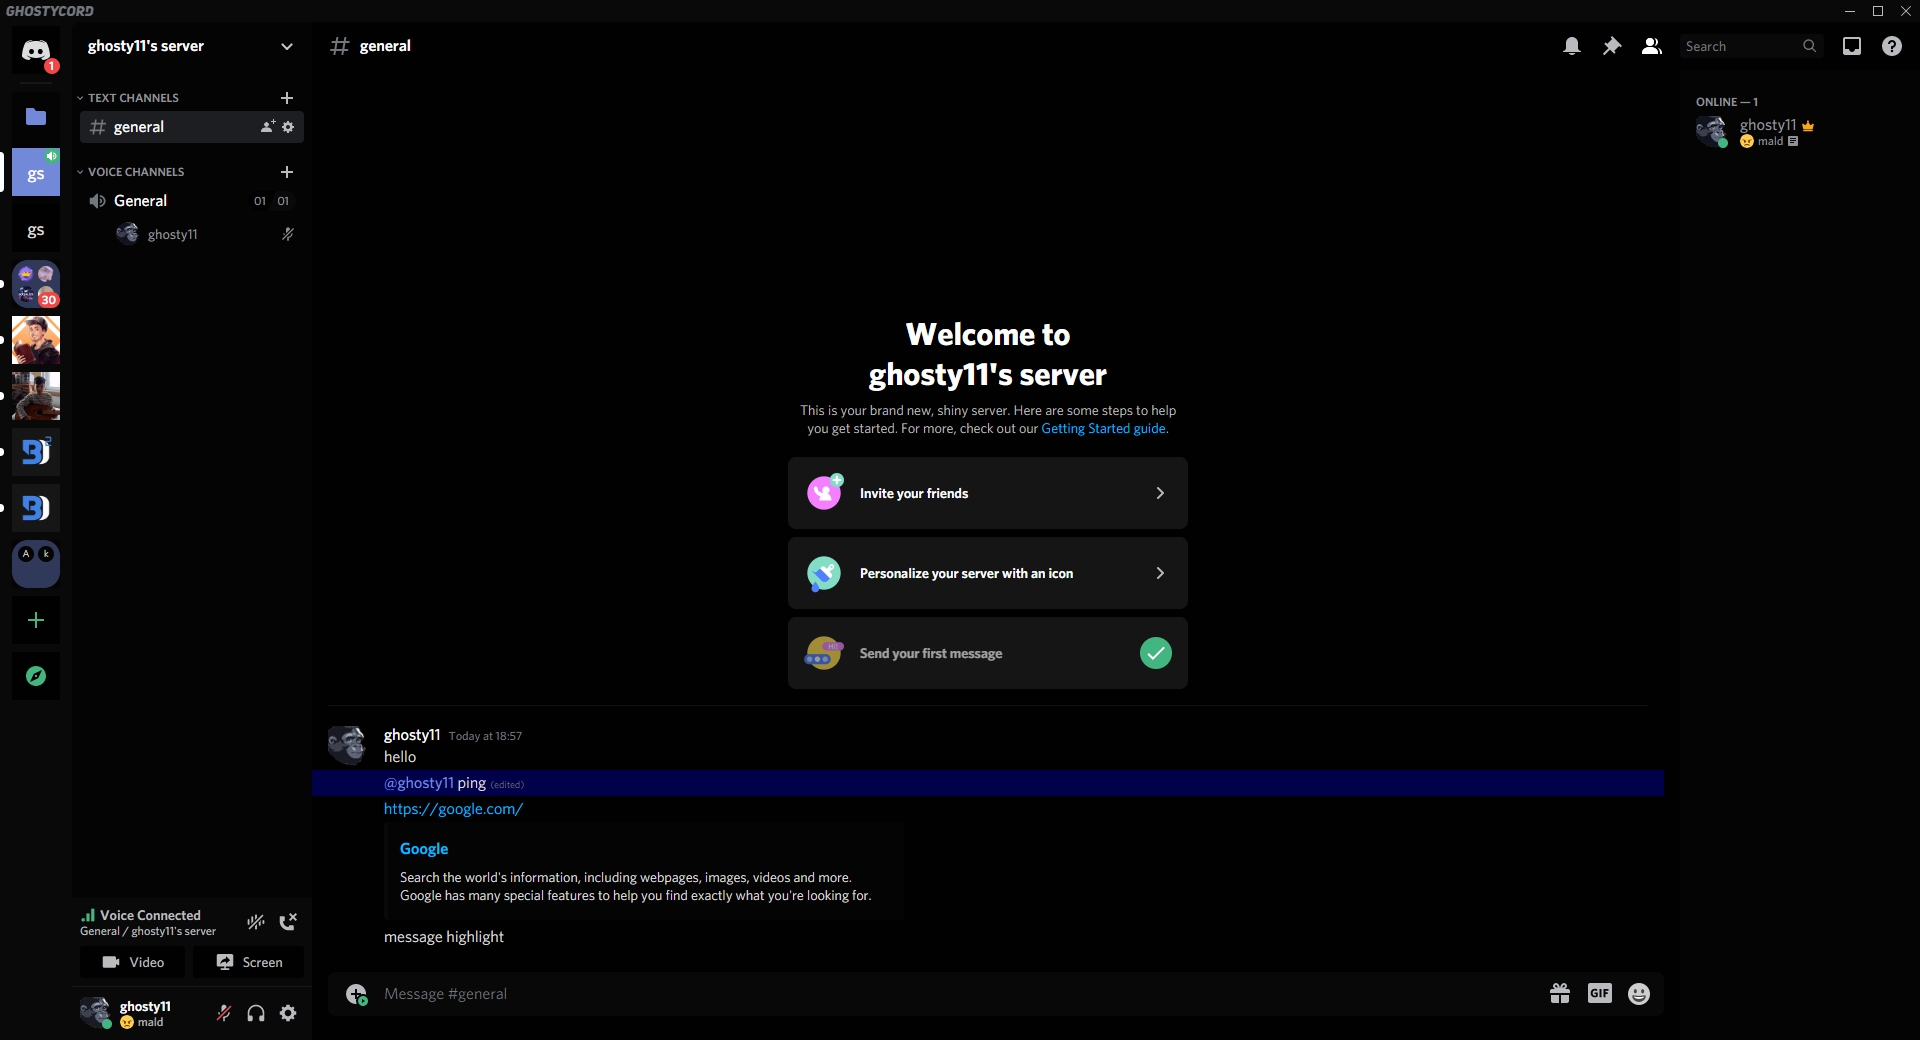 GHOSTYCORD
1
gs
gs
30
A k
ghosty11's server
TEXT CHANNELS
general
VOICE CHANNELS
General 01 01
ghosty11
Voice Connected
General / ghosty11's server
Video Screen
ghosty11
mald
general
Search
Welcome to
ghosty11's server
This is your brand new, shiny server. Here are some steps to help
you get started. For more, check out our Getting Started guide.
Invite your friends
Personalize your server with an icon
Hi!
Send your first message
ghosty11 Today at 18:57
hello
@ghosty11 ping (edited)
https://google.com/
Google
Search the world's information, including webpages, images, videos and more.
Google has many special features to help you find exactly what you're looking for.
message highlight
Message #general
GIF
ONLINE — 1
ghosty11
mald